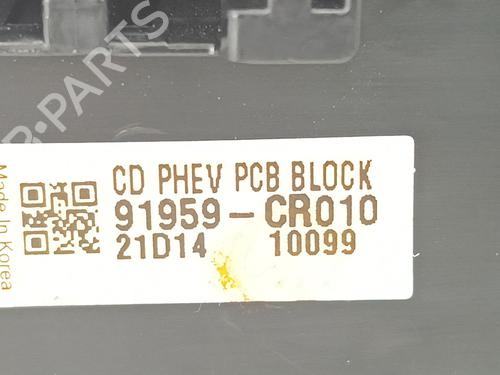 B-PARTS
CD PHEV PCB BLOCK
91959-CR010
21D14 10099
Made in Korea